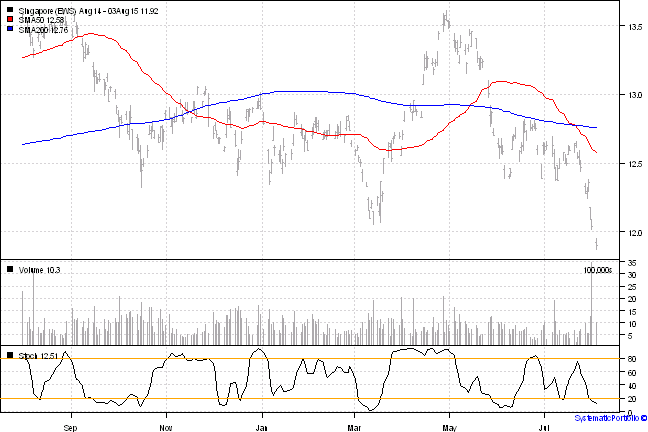 Singapore (EWS) Aug14 - 03Aug15 11.92
SMA50 12.58
SMA200 12.76
13.5
13.0
12.5
12.0
Volume 10.3
100,000s
35
30
25
20
15
10
5
Stoch 12.51
80
60
40
20
0
Sep Nov Jan Mar May Jul
SystematicPortfolio ©